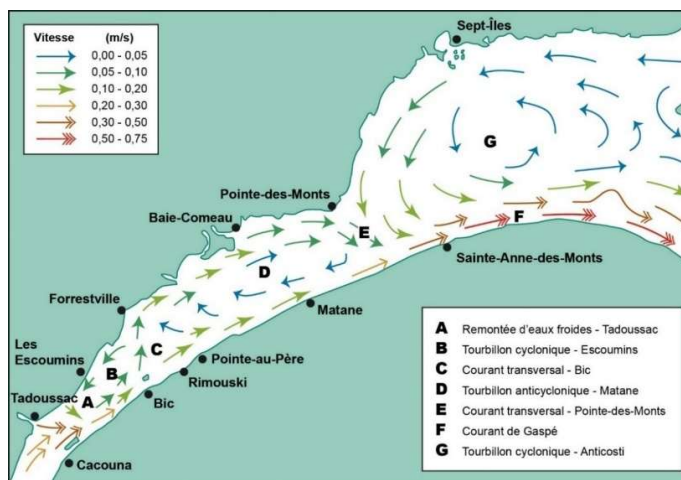 Vitesse (m/s)
0,00 - 0,05
0,05 - 0,10
0,10 - 0,20
0,20 - 0,30
0,30 - 0,50
0,50 - 0,75
Sept-Îles
G
Pointe-des-Monts
Baie-Comeau
E
F
Sainte-Anne-des-Monts
D
Forrestville
Matane
Les
Escoumins
C
Pointe-au-Père
B
Rimouski
Tadoussac
A
Bic
Cacouna
A Remontée d'eaux froides - Tadoussac
B Tourbillon cyclonique - Escoumins
C Courant transversal - Bic
D Tourbillon anticyclonique - Matane
E Courant transversal - Pointe-des-Monts
F Courant de Gaspé
G Tourbillon cyclonique - Anticosti